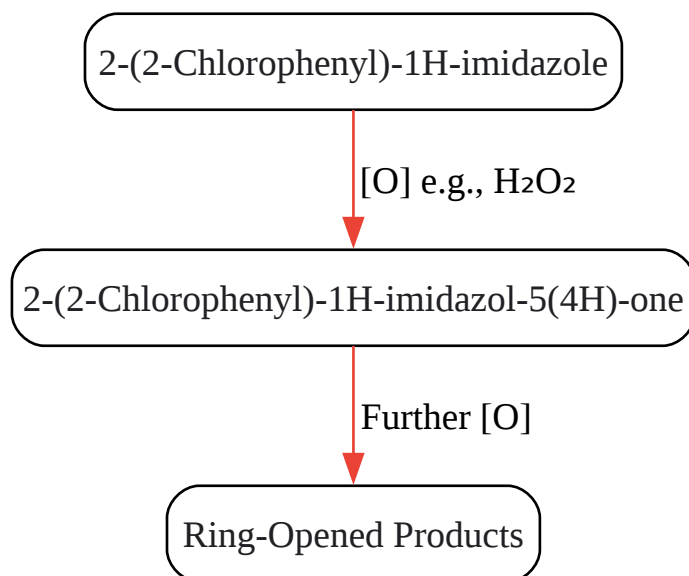 2-(2-Chlorophenyl)-1H-imidazole
[O] e.g., H₂O₂
2-(2-Chlorophenyl)-1H-imidazol-5(4H)-one
Further [O]
Ring-Opened Products